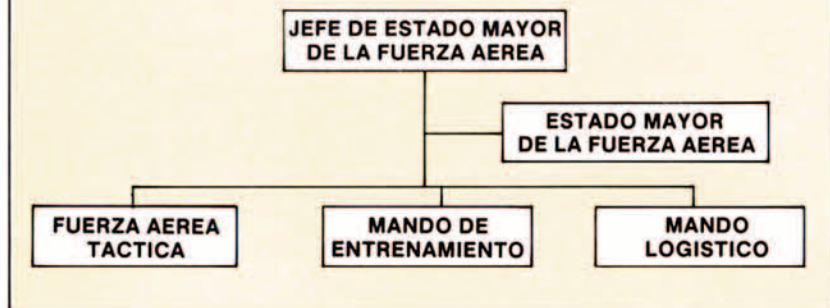 JEFE DE ESTADO MAYOR
DE LA FUERZA AEREA
ESTADO MAYOR
DE LA FUERZA AEREA
FUERZA AEREA
TACTICA
MANDO DE
ENTRENAMIENTO
MANDO
LOGISTICO